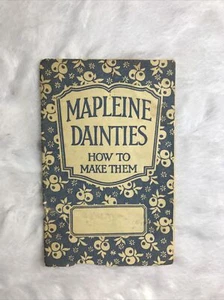 MAPLEINE
DAINTIES
HOW TO
MAKE THEM